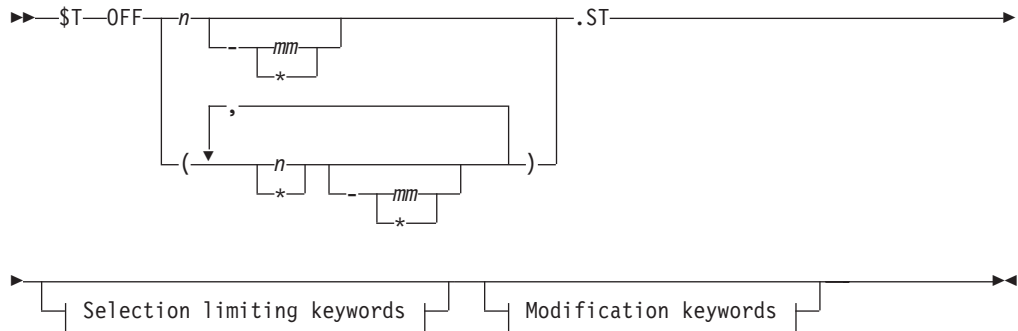 $T OFF n .ST
- mm
*
,
( n )
* - mm
*
Selection limiting keywords Modification keywords